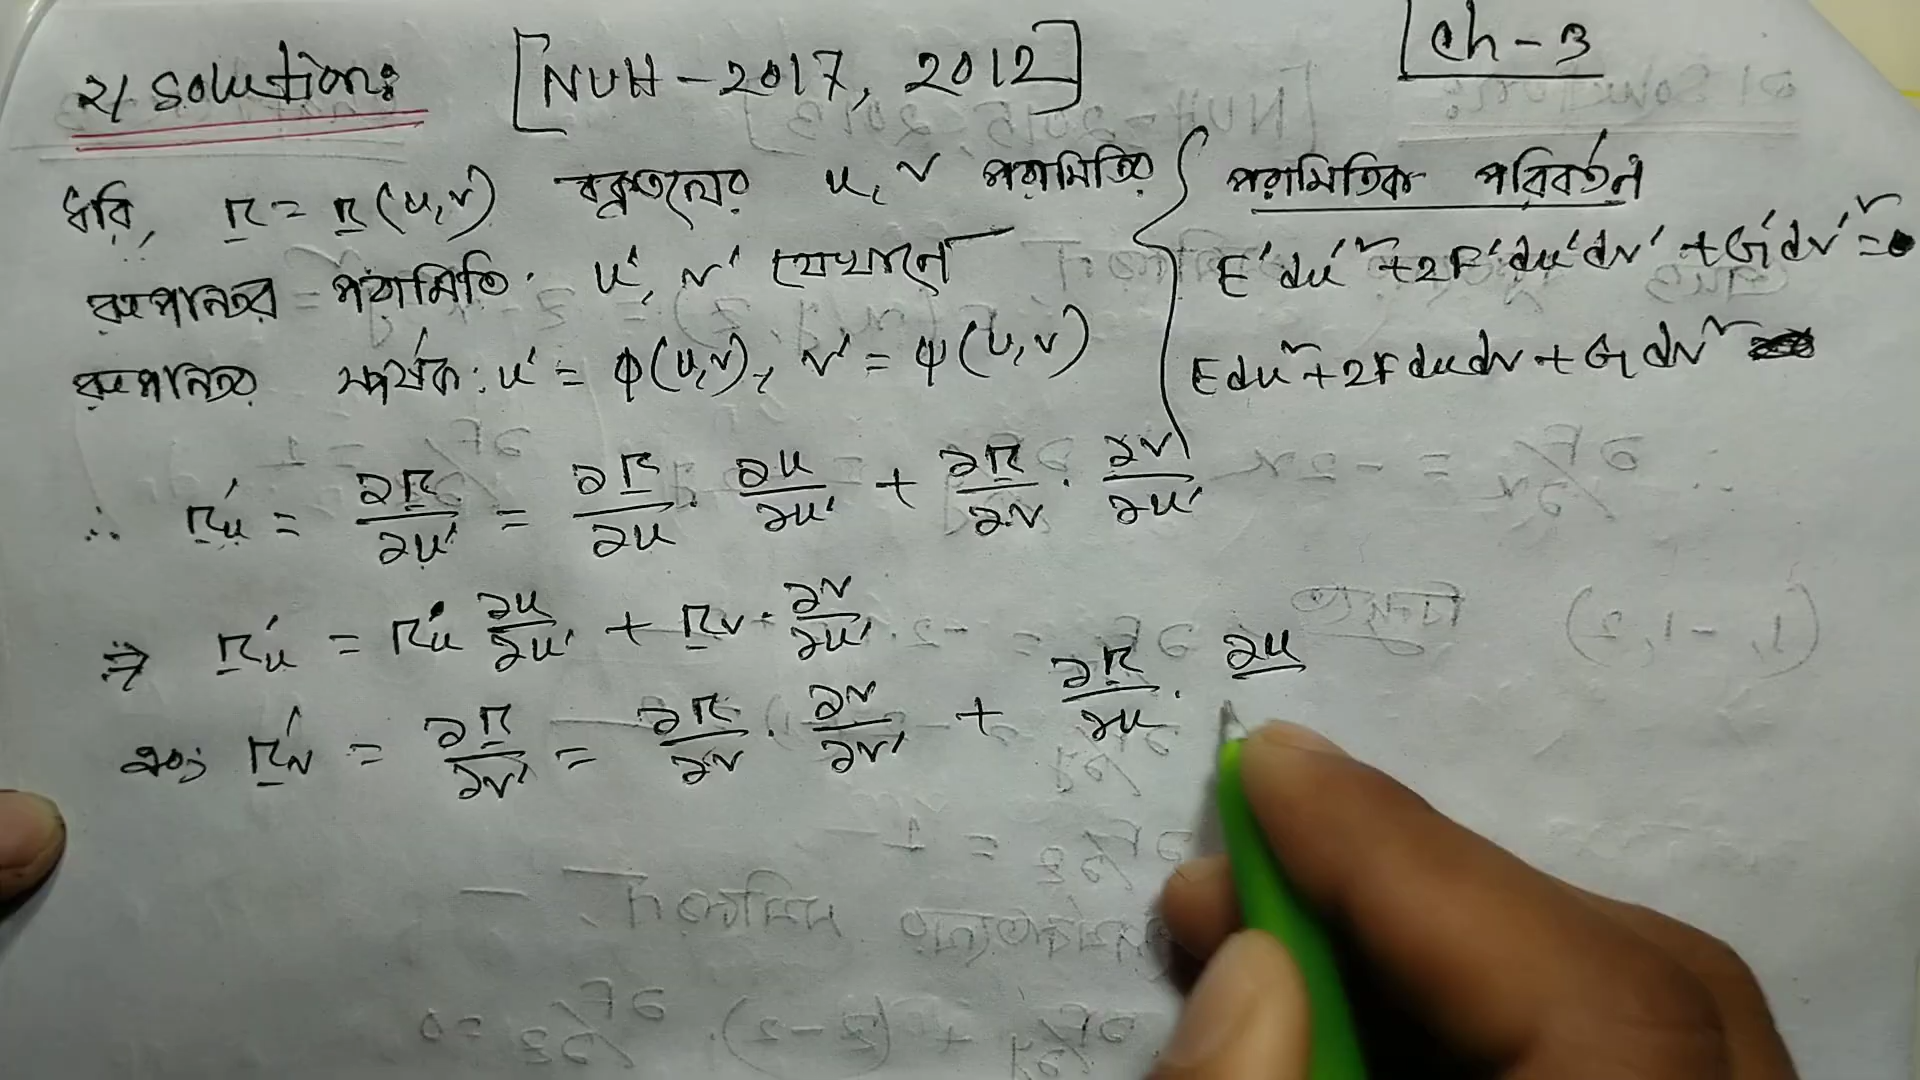 ২/ Solution: [NUH-2017, 2012]
Ch-3
ধরি, r = r(u,v) বক্রতলের u, v পরামিতির
রূপান্তর পরামিতি u', v' যেখানে
রূপান্তর সম্পর্ক: u' = φ(u,v), v' = ψ(u,v)
পরামিতিক পরিবর্তন
E'du'² + 2F'du'dv' + G'dv'² =
Edu² + 2Fdudv + Gdv²
∴ r'u = ∂r/∂u' = ∂r/∂u · ∂u/∂u' + ∂r/∂v · ∂v/∂u'
⇒ r'u = ru ∂u/∂u' + rv · ∂v/∂u'
এবং r'v = ∂r/∂v' = ∂r/∂v · ∂v/∂v' + ∂r/∂u · ∂u